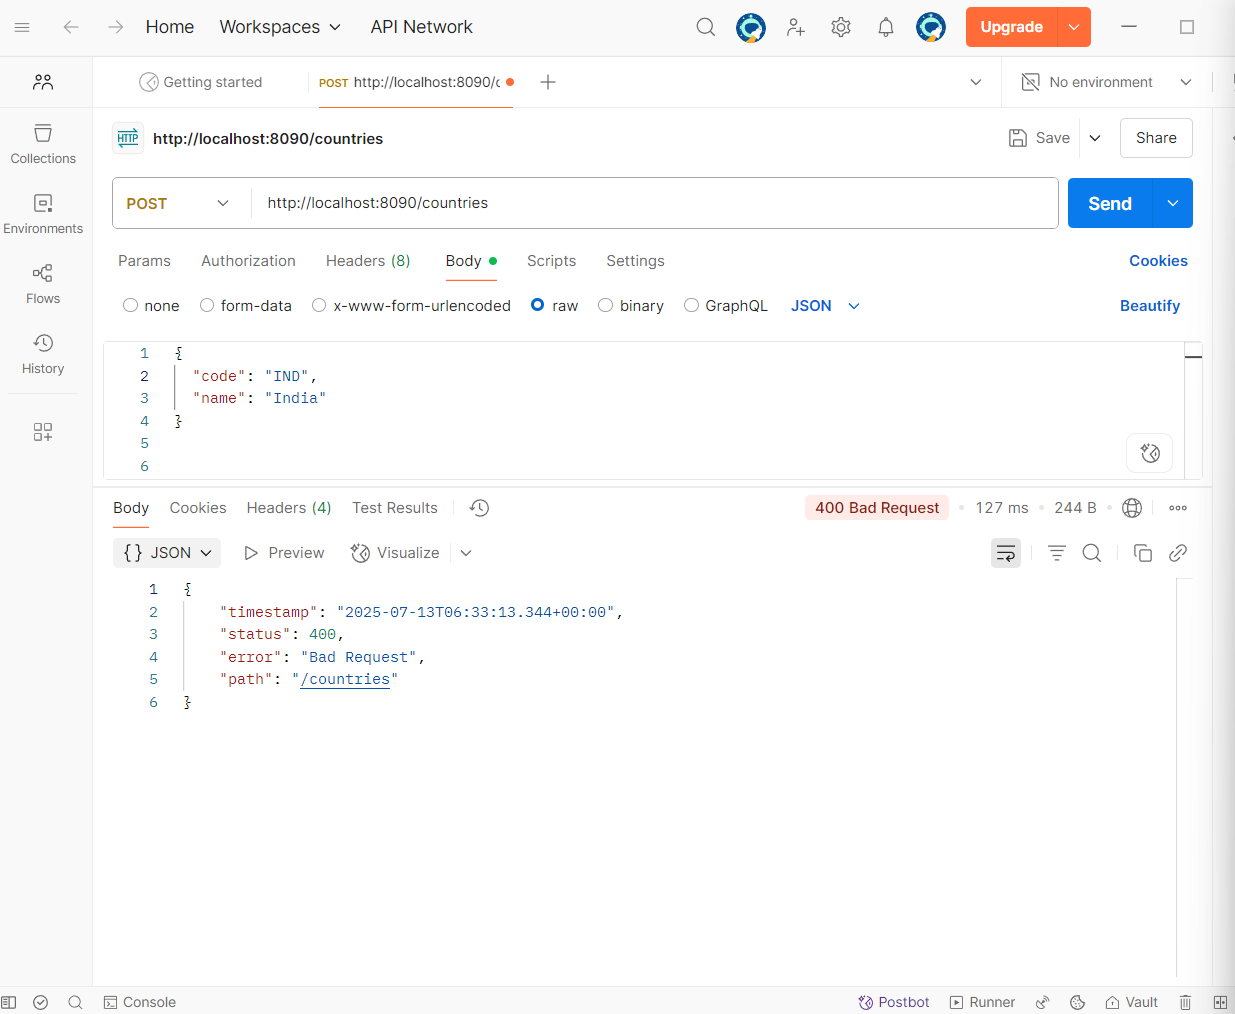 Home Workspaces API Network Upgrade
Getting started POST http://localhost:8090/c No environment
HTTP http://localhost:8090/countries Save Share
Collections
POST http://localhost:8090/countries Send
Environments
Params Authorization Headers (8) Body Scripts Settings Cookies
Flows
none form-data x-www-form-urlencoded raw binary GraphQL JSON Beautify
History
1 {
2 "code": "IND",
3 "name": "India"
4 }
5
6
Body Cookies Headers (4) Test Results 400 Bad Request • 127 ms • 244 B •
{} JSON Preview Visualize
1 {
2 "timestamp": "2025-07-13T06:33:13.344+00:00",
3 "status": 400,
4 "error": "Bad Request",
5 "path": "/countries"
6 }
Console Postbot Runner Vault